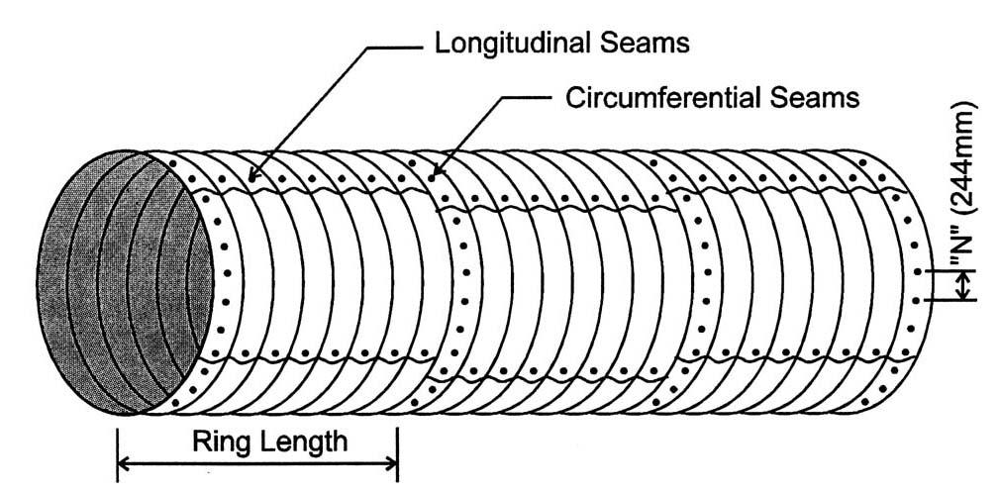 Longitudinal Seams
Circumferential Seams
"N" (244mm)
Ring Length